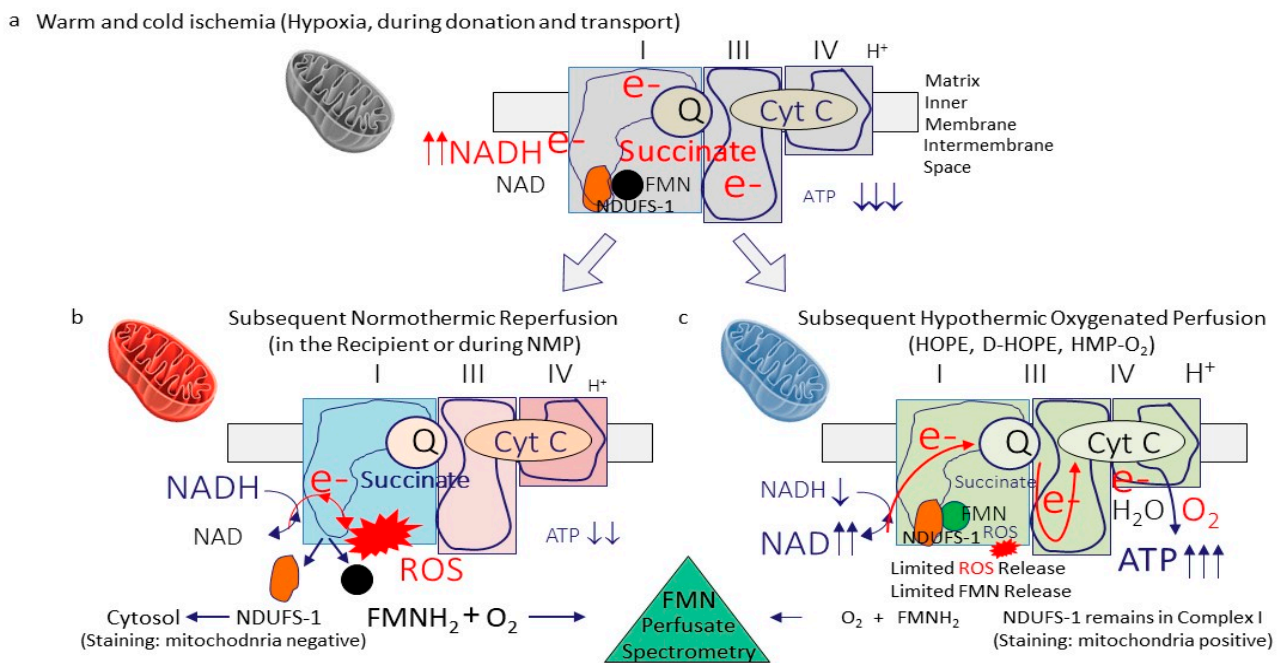 a Warm and cold ischemia (Hypoxia, during donation and transport)
I III IV H⁺
e-
Q Cyt C
Matrix
Inner
Membrane
Intermembrane
Space
↑↑NADH e- Succinate
NAD FMN e- ATP ↓↓↓
NDUFS-1
b Subsequent Normothermic Reperfusion
(in the Recipient or during NMP)
I III IV H⁺
Q Cyt C
NADH e- Succinate
NAD ATP ↓↓
ROS
Cytosol ← NDUFS-1
(Staining: mitochodnria negative)
FMNH₂ + O₂ →
FMN
Perfusate
Spectrometry
c Subsequent Hypothermic Oxygenated Perfusion
(HOPE, D-HOPE, HMP-O₂)
I III IV H⁺
e- Q Cyt C
NADH ↓ Succinate e- e-
FMN H₂O O₂
NAD ↑↑ NDUFS-1 ROS ATP ↑↑↑
Limited ROS Release
Limited FMN Release
← O₂ + FMNH₂
NDUFS-1 remains in Complex I
(Staining: mitochondria positive)